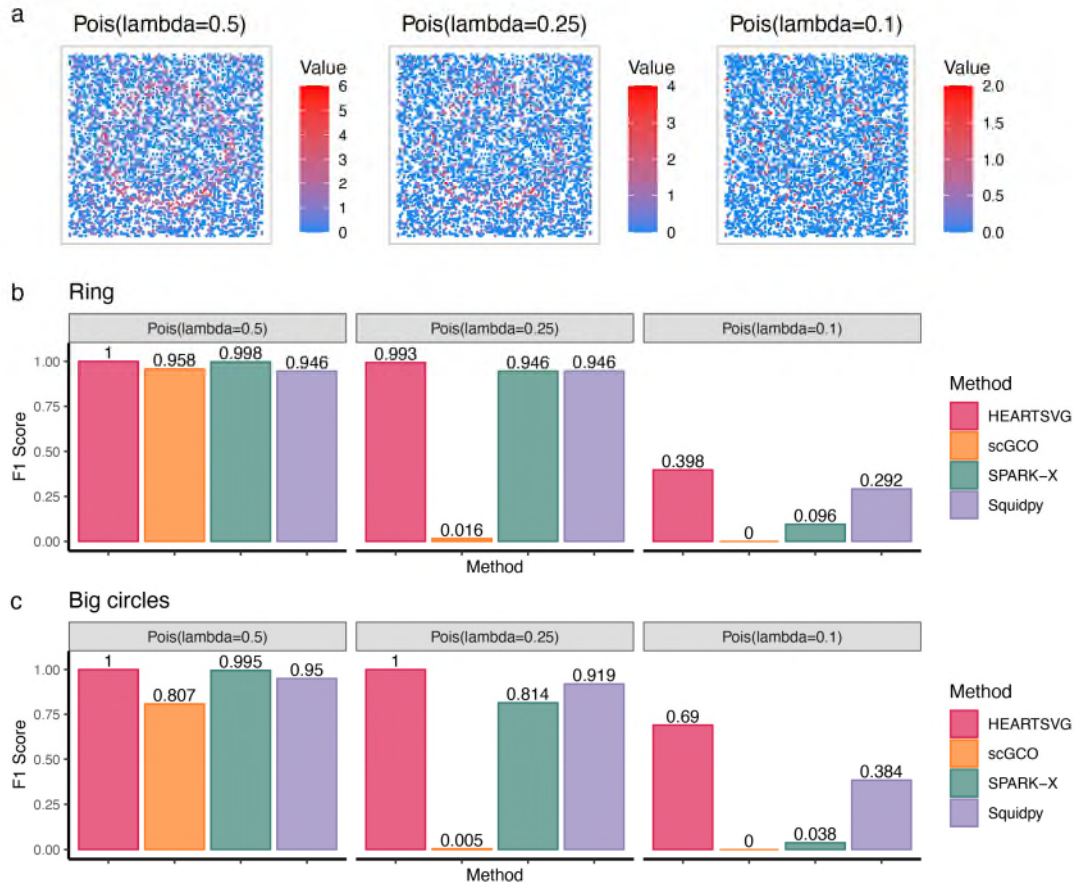 a
Pois(lambda=0.5) Pois(lambda=0.25) Pois(lambda=0.1)
Value Value Value
6 4 2.0
5 3 1.5
4 2 1.0
3 1 0.5
2 0 0.0
1
0
b Ring
Pois(lambda=0.5) Pois(lambda=0.25) Pois(lambda=0.1)
F1 Score
1.00
0.75
0.50
0.25
0.00
1 0.958 0.998 0.946
0.993 0.016 0.946 0.946
0.398 0 0.096 0.292
Method
Method
HEARTSVG
scGCO
SPARK-X
Squidpy
c Big circles
Pois(lambda=0.5) Pois(lambda=0.25) Pois(lambda=0.1)
F1 Score
1.00
0.75
0.50
0.25
0.00
1 0.807 0.995 0.95
1 0.005 0.814 0.919
0.69 0 0.038 0.384
Method
Method
HEARTSVG
scGCO
SPARK-X
Squidpy